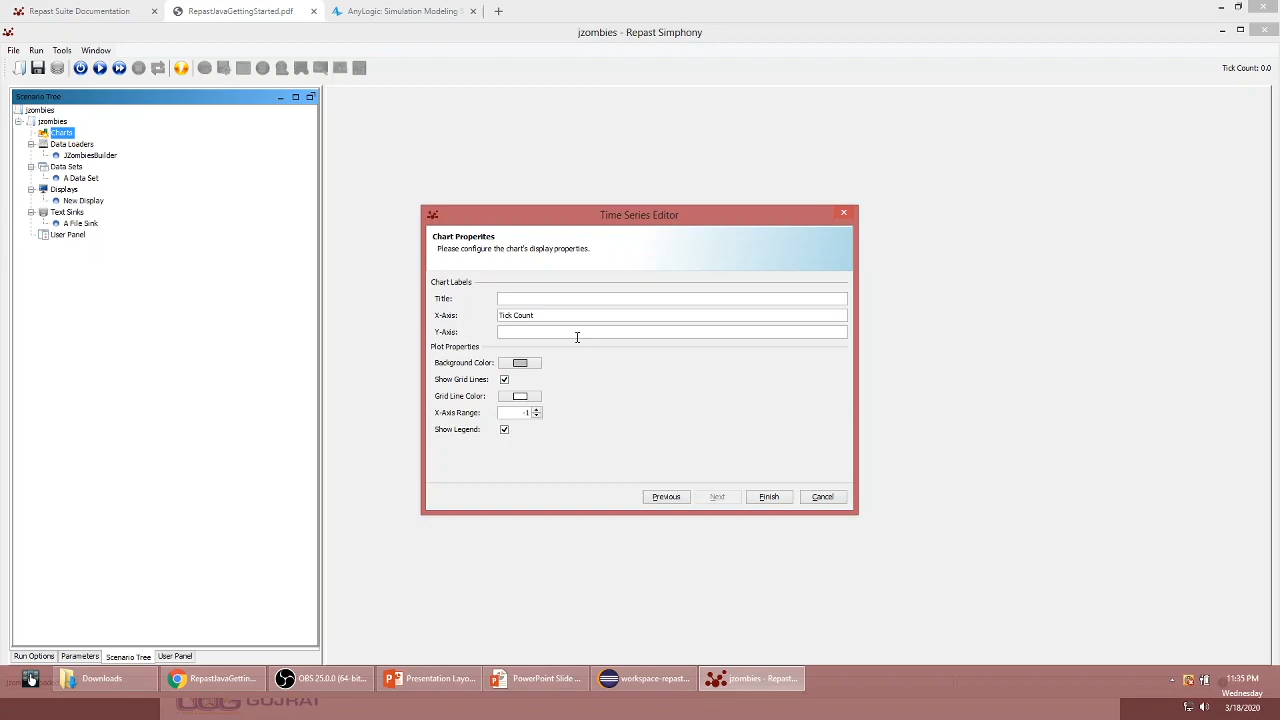 Repast Suite Documentation
RepastJavaGettingStarted.pdf
AnyLogic: Simulation Modeling S
jzombies - Repast Simphony
File Run Tools Window
Tick Count: 0.0
Scenario Tree
jzombies
jzombies
Charts
Data Loaders
JZombiesBuilder
Data Sets
A Data Set
Displays
New Display
Text Sinks
A File Sink
User Panel
Time Series Editor
Chart Properites
Please configure the chart's display properties.
Chart Labels
Title:
X-Axis: Tick Count
Y-Axis:
Plot Properties
Background Color:
Show Grid Lines:
Grid Line Color:
X-Axis Range: -1
Show Legend:
Previous Next Finish Cancel
Run Options Parameters Scenario Tree User Panel
Downloads
RepastJavaGettin...
OBS 25.0.0 (64-bit...
Presentation Layo...
PowerPoint Slide ...
workspace-repast...
jzombies - Repast...
11:35 PM
Wednesday
3/18/2020
GUJRAT